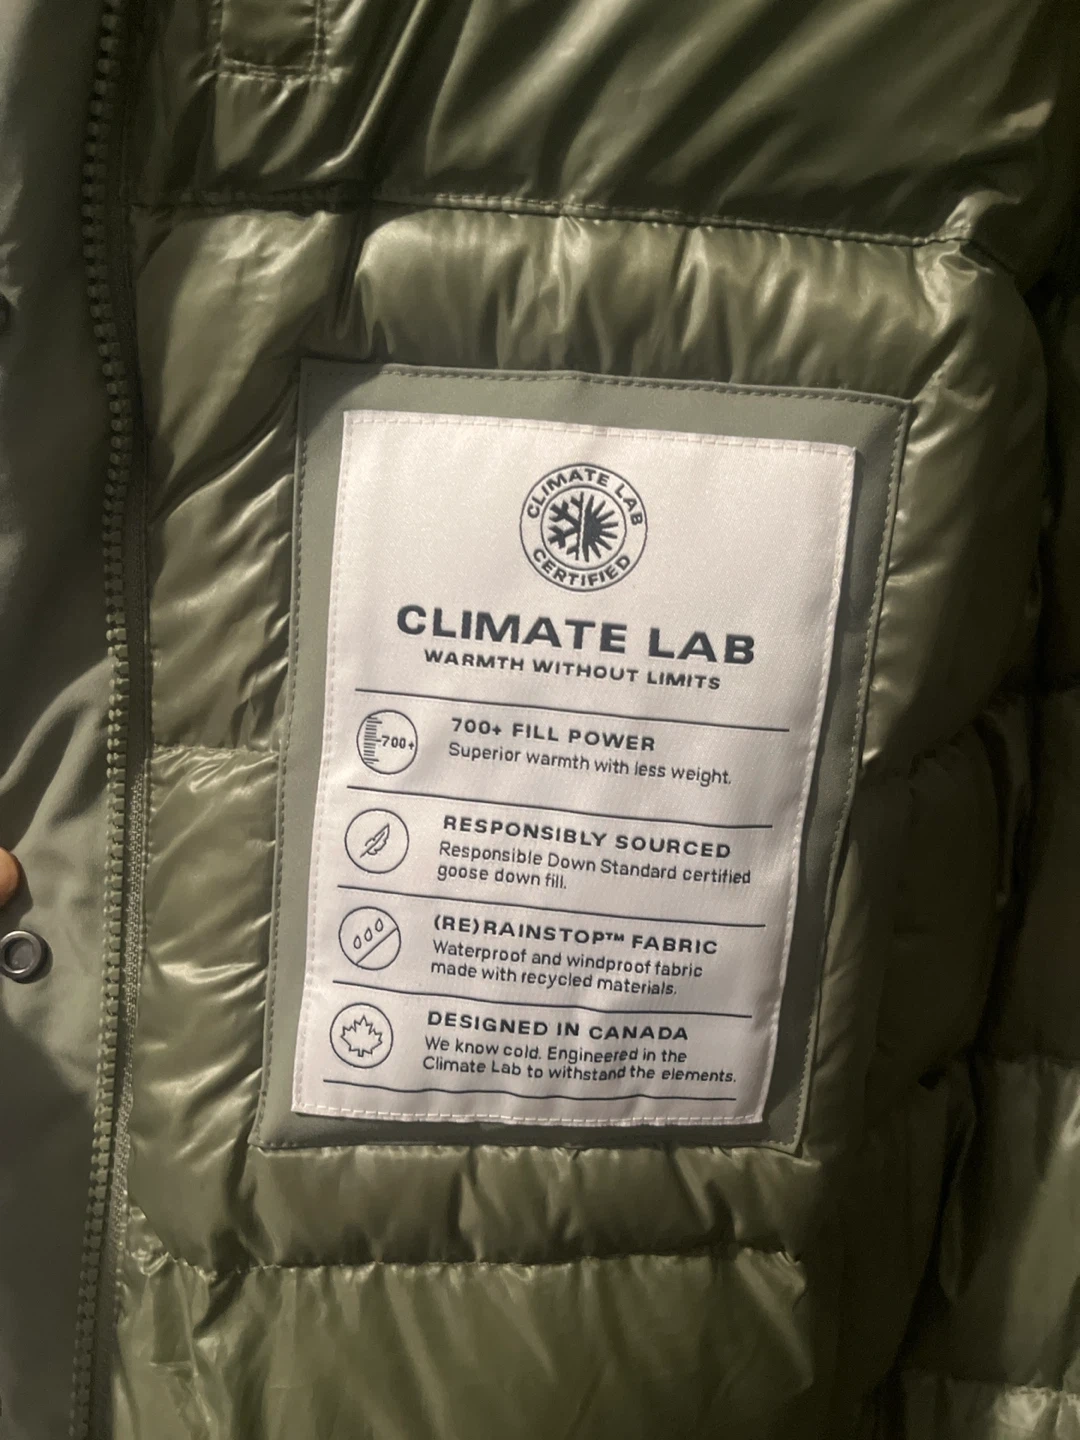 CLIMATE LAB
CERTIFIED
CLIMATE LAB
WARMTH WITHOUT LIMITS
700+
700+ FILL POWER
Superior warmth with less weight.
RESPONSIBLY SOURCED
Responsible Down Standard certified
goose down fill.
(RE)RAINSTOP™ FABRIC
Waterproof and windproof fabric
made with recycled materials.
DESIGNED IN CANADA
We know cold. Engineered in the
Climate Lab to withstand the elements.